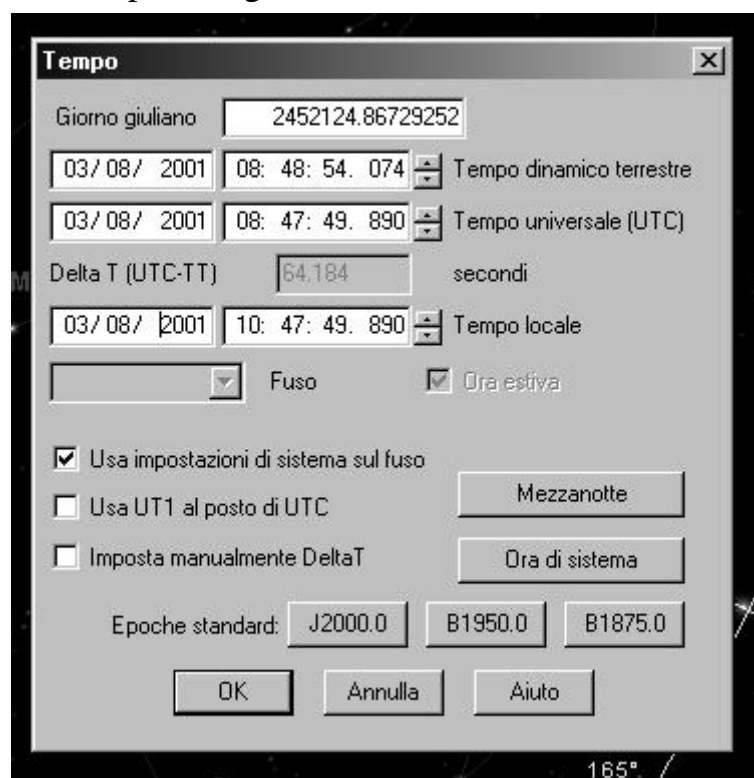 Tempo
Giorno giuliano 2452124.86729252
03/08/ 2001 08: 48: 54. 074 Tempo dinamico terrestre
03/08/ 2001 08: 47: 49. 890 Tempo universale (UTC)
Delta T (UTC-TT) 64.184 secondi
03/08/ 2001 10: 47: 49. 890 Tempo locale
Fuso Ora estiva
Usa impostazioni di sistema sul fuso
Mezzanotte
Usa UT1 al posto di UTC
Imposta manualmente DeltaT Ora di sistema
Epoche standard: J2000.0 B1950.0 B1875.0
OK Annulla Aiuto
165°